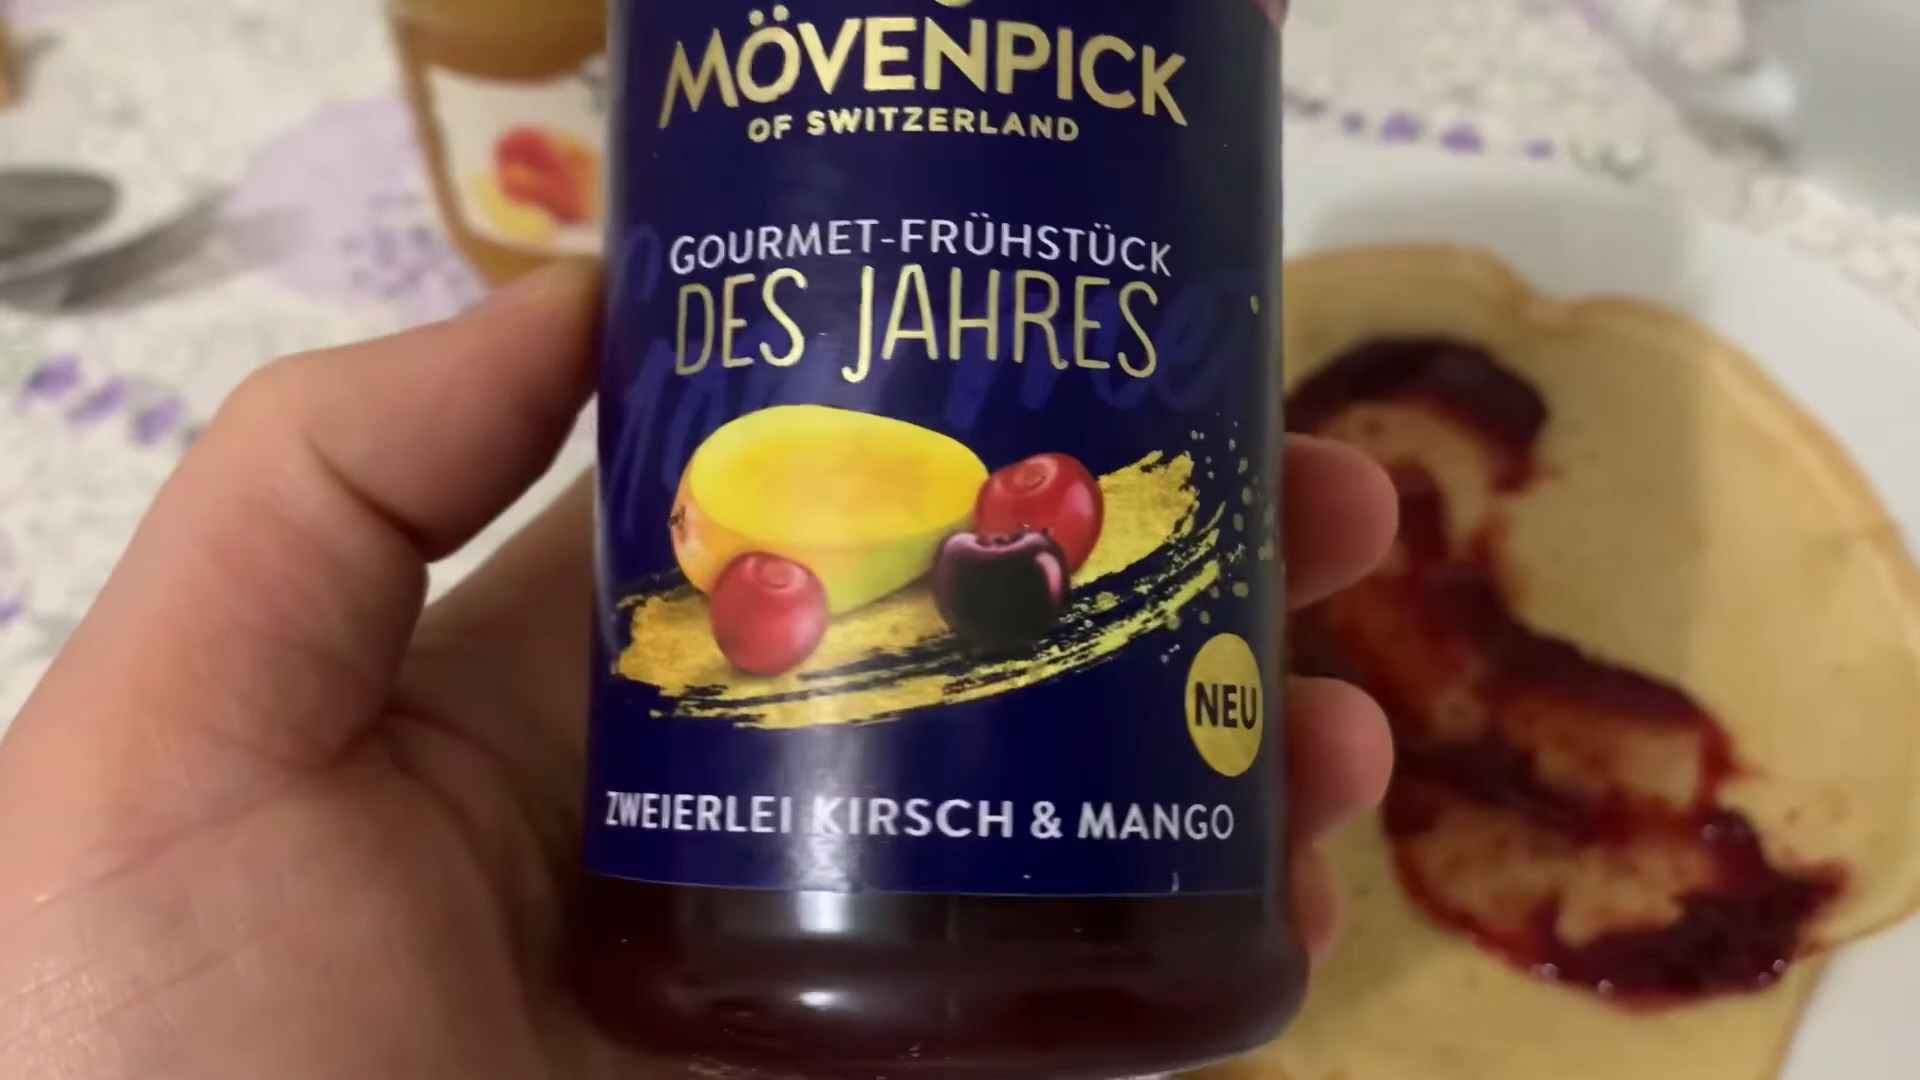 MÖVENPICK
OF SWITZERLAND
GOURMET-FRÜHSTÜCK
DES JAHRES
NEU
ZWEIERLEI KIRSCH & MANGO